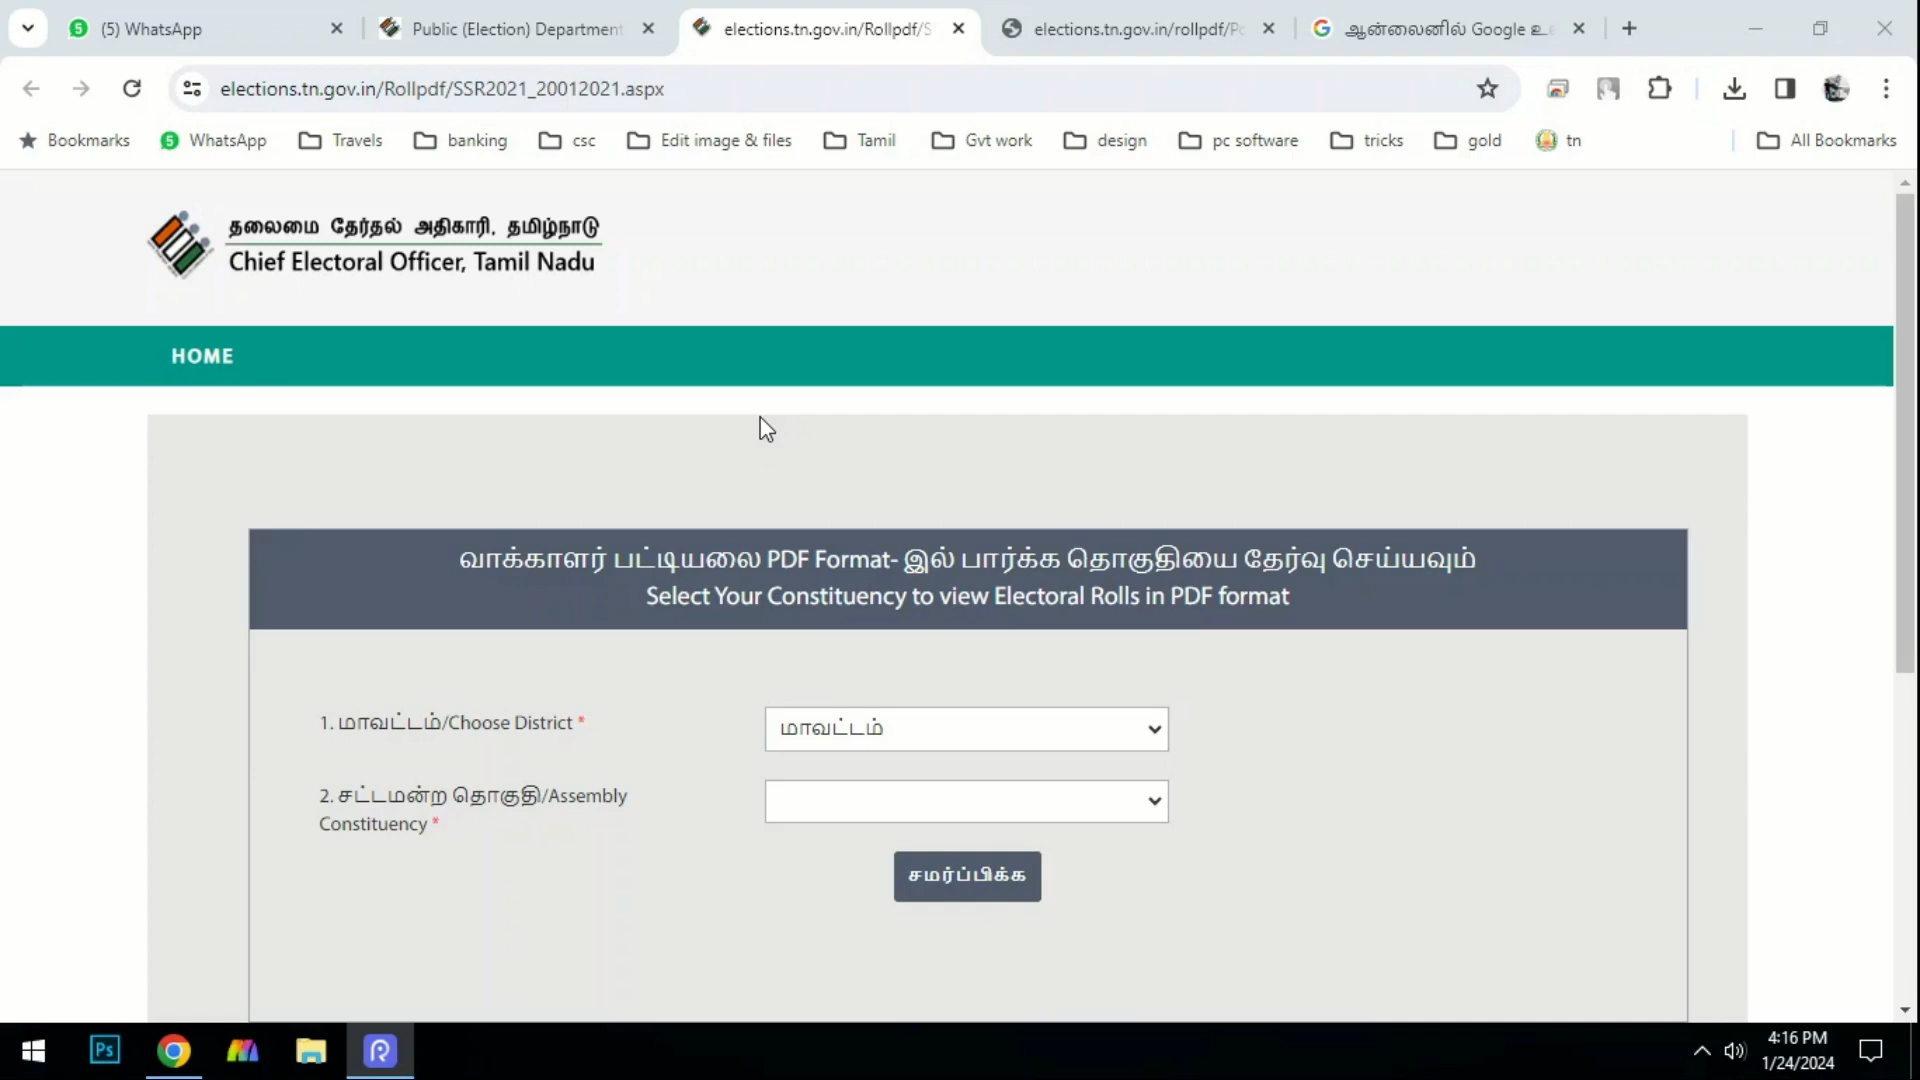 (5) WhatsApp
Public (Election) Department
elections.tn.gov.in/Rollpdf/S
elections.tn.gov.in/rollpdf/Po
ஆன்லைனில் Google உ
elections.tn.gov.in/Rollpdf/SSR2021_20012021.aspx
Bookmarks
WhatsApp
Travels
banking
csc
Edit image & files
Tamil
Gvt work
design
pc software
tricks
gold
tn
All Bookmarks
தலைமை தேர்தல் அதிகாரி, தமிழ்நாடு
Chief Electoral Officer, Tamil Nadu
HOME
வாக்காளர் பட்டியலை PDF Format- இல் பார்க்க தொகுதியை தேர்வு செய்யவும்
Select Your Constituency to view Electoral Rolls in PDF format
1. மாவட்டம்/Choose District *
மாவட்டம்
2. சட்டமன்ற தொகுதி/Assembly
Constituency *
சமர்ப்பிக்க
Ps
4:16 PM
1/24/2024